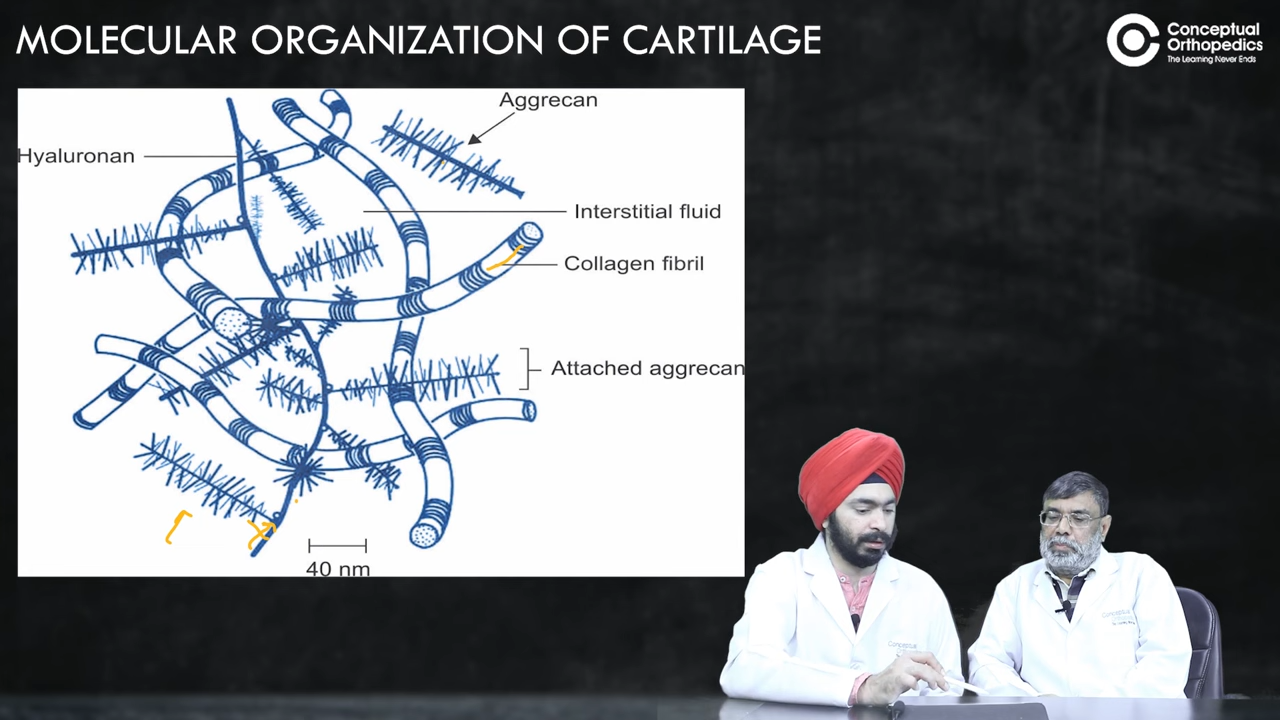 MOLECULAR ORGANIZATION OF CARTILAGE
Conceptual
Orthopedics
The Learning Never Ends
Aggrecan
Hyaluronan
Interstitial fluid
Collagen fibril
Attached aggrecan
40 nm
Conceptual